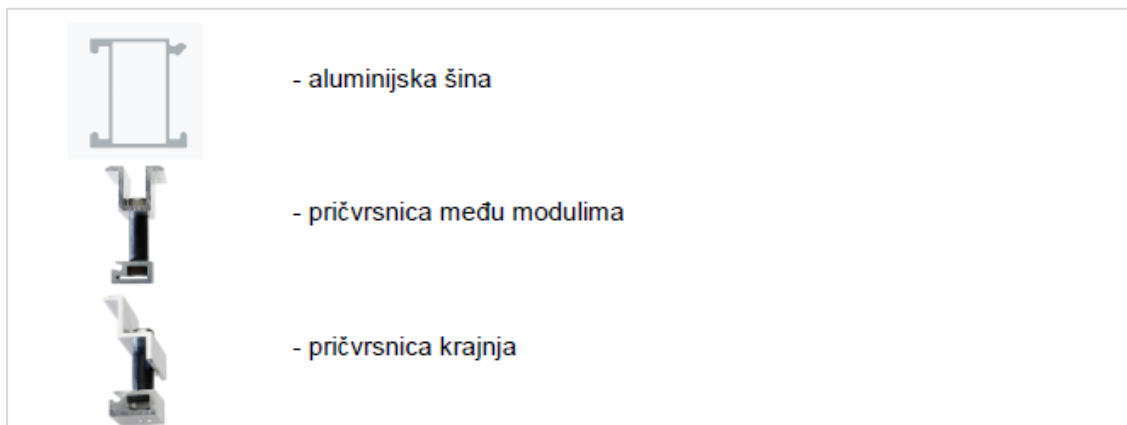 - aluminijska šina
- pričvrsnica među modulima
- pričvrsnica krajnja